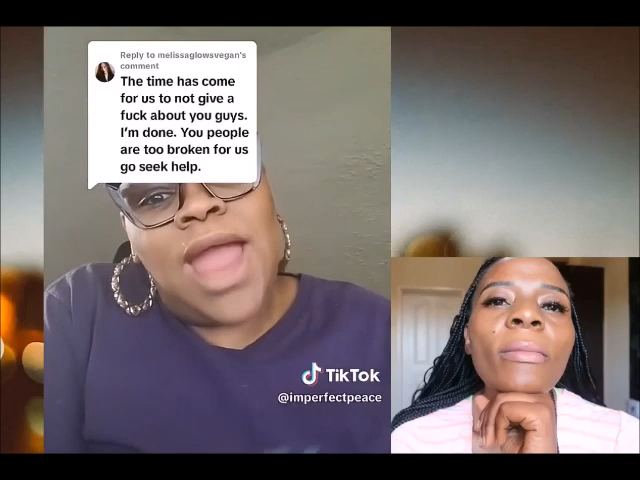 Reply to melissaglowsvegan's
comment
The time has come
for us to not give a
fuck about you guys.
I'm done. You people
are too broken for us
go seek help.
TikTok
@imperfectpeace